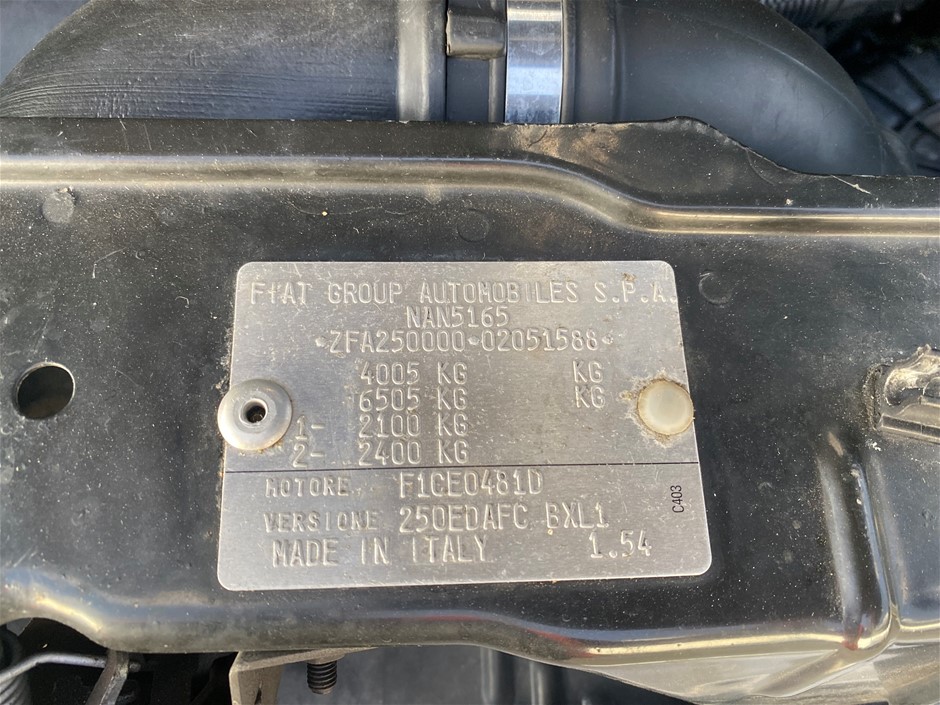 FIAT GROUP AUTOMOBILES S.P.A.
NAN5165
*ZFA250000*02051588*
4005 KG KG
6505 KG KG
1- 2100 KG
2- 2400 KG
MOTORE F1CE0481D
VERSIONE 250EDAFC BXL1
MADE IN ITALY 1.54
C403